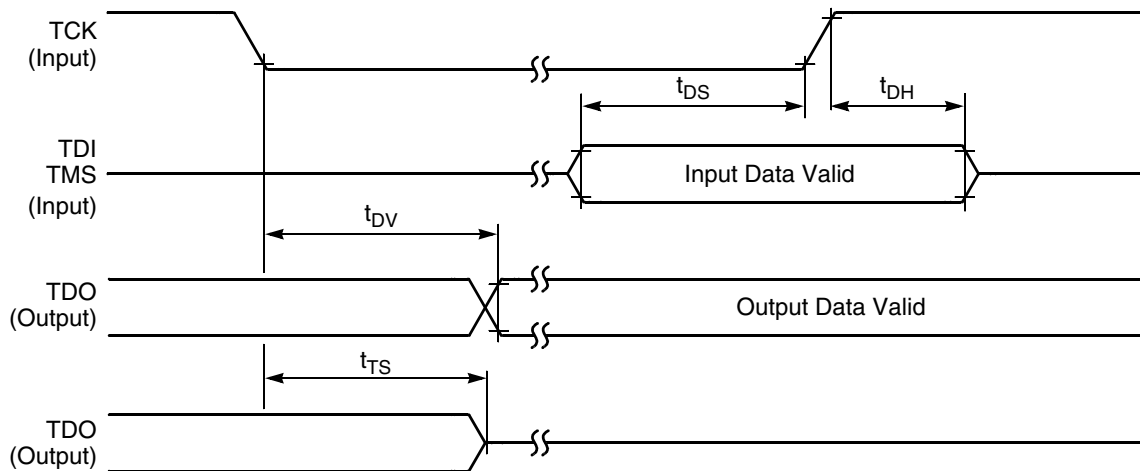 TCK
(Input)
tDS
tDH
TDI
TMS
(Input)
Input Data Valid
tDV
TDO
(Output)
Output Data Valid
tTS
TDO
(Output)